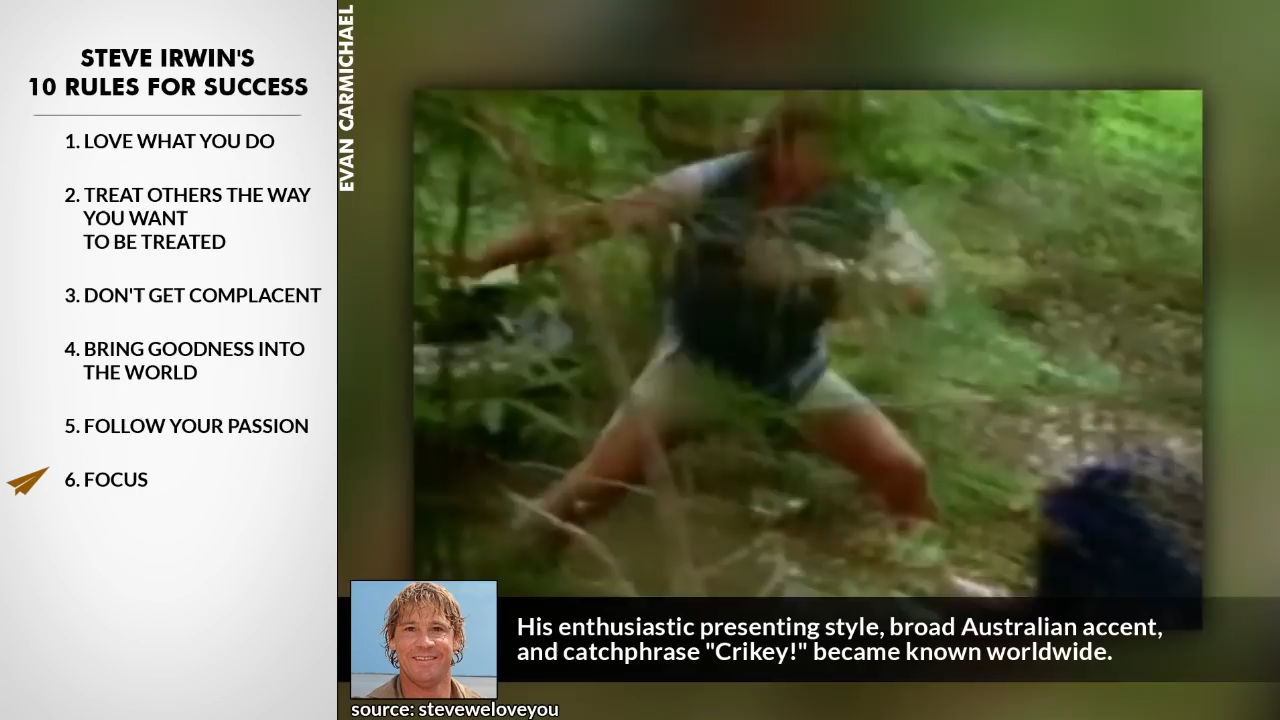 STEVE IRWIN'S
10 RULES FOR SUCCESS
1. LOVE WHAT YOU DO
2. TREAT OTHERS THE WAY
YOU WANT
TO BE TREATED
3. DON'T GET COMPLACENT
4. BRING GOODNESS INTO
THE WORLD
5. FOLLOW YOUR PASSION
6. FOCUS
EVAN CARMICHAEL
His enthusiastic presenting style, broad Australian accent,
and catchphrase "Crikey!" became known worldwide.
source: steveweloveyou